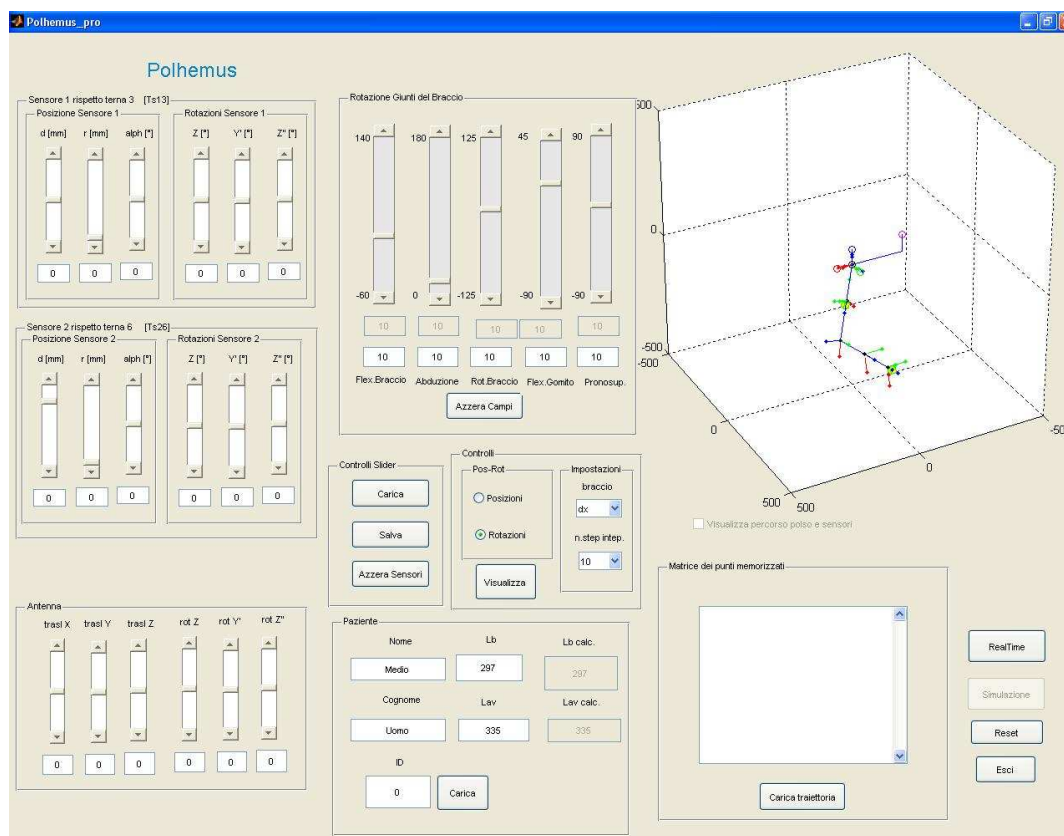 Polhemus_pro
Polhemus
Sensore 1 rispetto terna 3 [Ts13]
Posizione Sensore 1
d [mm] r [mm] alph [°]
0 0 0
Rotazioni Sensore 1
Z [°] Y' [°] Z'' [°]
0 0 0
Sensore 2 rispetto terna 6 [Ts26]
Posizione Sensore 2
d [mm] r [mm] alph [°]
0 0 0
Rotazioni Sensore 2
Z [°] Y' [°] Z'' [°]
0 0 0
Antenna
trasl X trasl Y trasl Z rot Z rot Y' rot Z''
0 0 0 0 0 0
Rotazione Giunti del Braccio
140 180 125 45 90
-60 0 -125 -90 -90
10 10 10 10 10
10 10 10 10 10
Flex.Braccio Abduzione Rot.Braccio Flex.Gomito Pronosup.
Azzera Campi
Controlli Slider
Carica
Salva
Azzera Sensori
Controlli
Pos-Rot
Posizioni
Rotazioni
Visualizza
Impostazioni
braccio
dx
n.step intep.
10
Paziente
Nome Lb Lb calc.
Medio 297 297
Cognome Lav Lav calc.
Uomo 335 335
ID
0 Carica
500
0
-500
-500
0
500
500
0
-50
Visualizza percorso polso e sensori
Matrice dei punti memorizzati
Carica traiettoria
RealTime
Simulazione
Reset
Esci